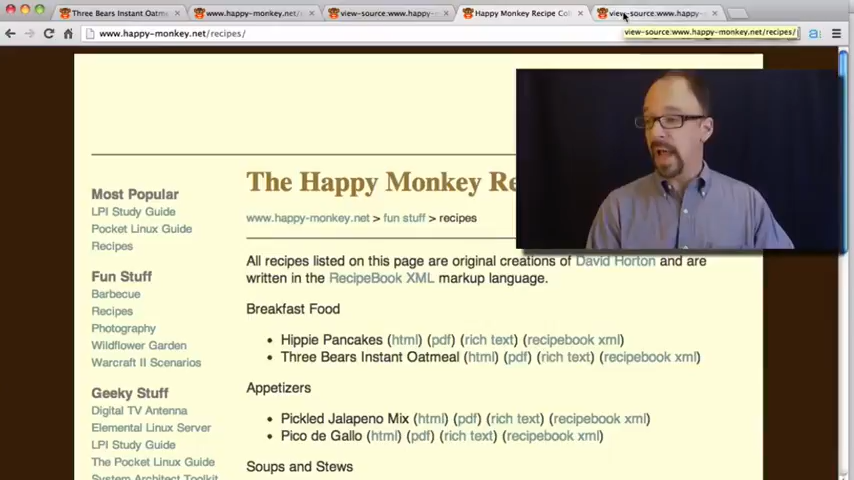 Three Bears Instant Oatm
www.happy-monkey.net/
view-source:www.happy-
Happy Monkey Recipe Co
view-source:www.happy-
www.happy-monkey.net/recipes/
view-source:www.happy-monkey.net/recipes/
The Happy Monkey Re
Most Popular
LPI Study Guide
Pocket Linux Guide
Recipes
Fun Stuff
Barbecue
Recipes
Photography
Wildflower Garden
Warcraft II Scenarios
Geeky Stuff
Digital TV Antenna
Elemental Linux Server
LPI Study Guide
The Pocket Linux Guide
System Architect Toolkit
www.happy-monkey.net > fun stuff > recipes
All recipes listed on this page are original creations of David Horton and are
written in the RecipeBook XML markup language.
Breakfast Food
• Hippie Pancakes (html) (pdf) (rich text) (recipebook xml)
• Three Bears Instant Oatmeal (html) (pdf) (rich text) (recipebook xml)
Appetizers
• Pickled Jalapeno Mix (html) (pdf) (rich text) (recipebook xml)
• Pico de Gallo (html) (pdf) (rich text) (recipebook xml)
Soups and Stews